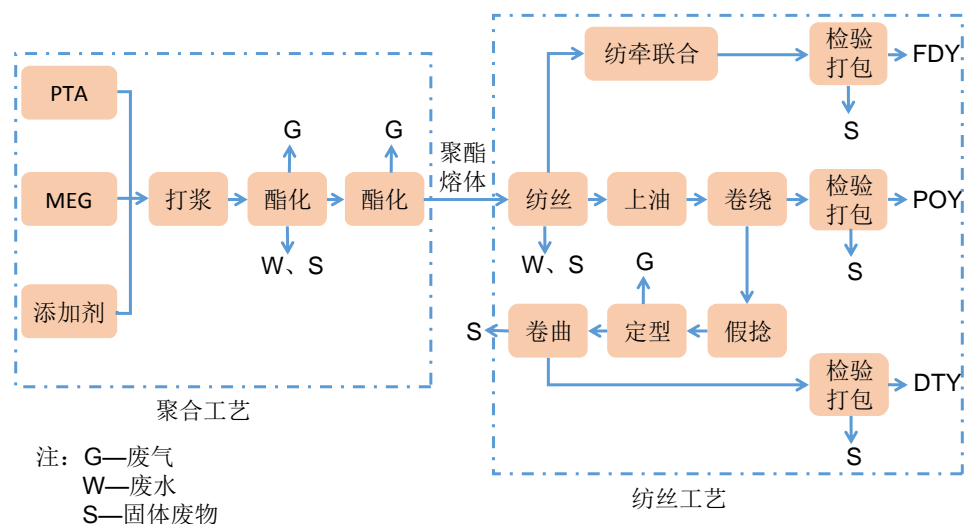 纺牵联合
检验
打包
FDY
S
PTA
MEG
添加剂
打浆
酯化
G
W、S
酯化
G
聚酯
熔体
纺丝
W、S
上油
卷绕
检验
打包
POY
S
假捻
定型
G
卷曲
S
检验
打包
DTY
S
聚合工艺
纺丝工艺
注：G—废气
W—废水
S—固体废物